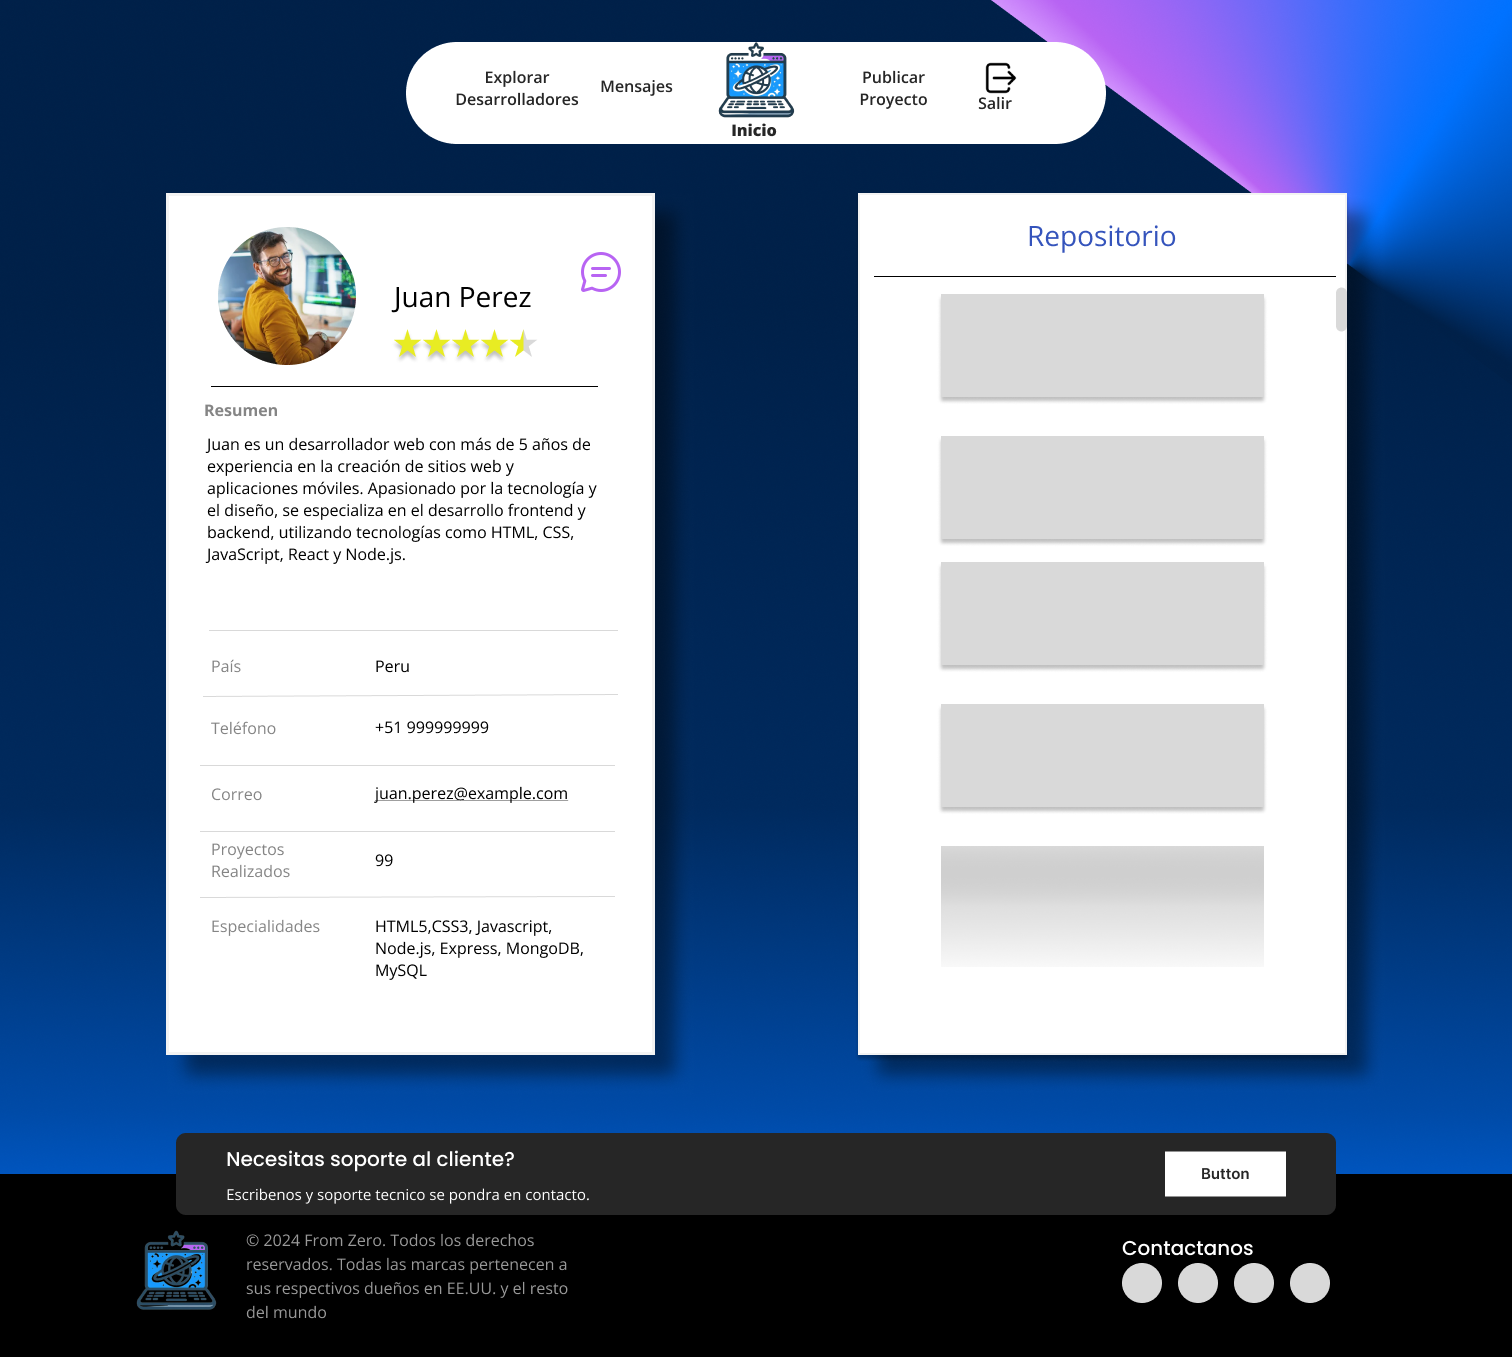 Explorar
Desarrolladores
Mensajes
Inicio
Publicar
Proyecto
Salir
Juan Perez
Resumen
Juan es un desarrollador web con más de 5 años de
experiencia en la creación de sitios web y
aplicaciones móviles. Apasionado por la tecnología y
el diseño, se especializa en el desarrollo frontend y
backend, utilizando tecnologías como HTML, CSS,
JavaScript, React y Node.js.
País
Peru
Teléfono
+51 999999999
Correo
juan.perez@example.com
Proyectos
Realizados
99
Especialidades
HTML5,CSS3, Javascript,
Node.js, Express, MongoDB,
MySQL
Repositorio
Necesitas soporte al cliente?
Escribenos y soporte tecnico se pondra en contacto.
Button
© 2024 From Zero. Todos los derechos
reservados. Todas las marcas pertenecen a
sus respectivos dueños en EE.UU. y el resto
del mundo
Contactanos